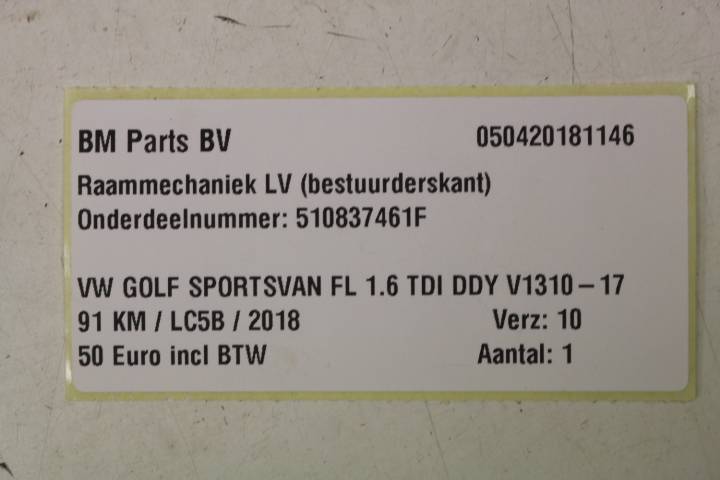 BM Parts BV 050420181146
Raammechaniek LV (bestuurderskant)
Onderdeelnummer: 510837461F
VW GOLF SPORTSVAN FL 1.6 TDI DDY V1310-17
91 KM / LC5B / 2018 Verz: 10
50 Euro incl BTW Aantal: 1